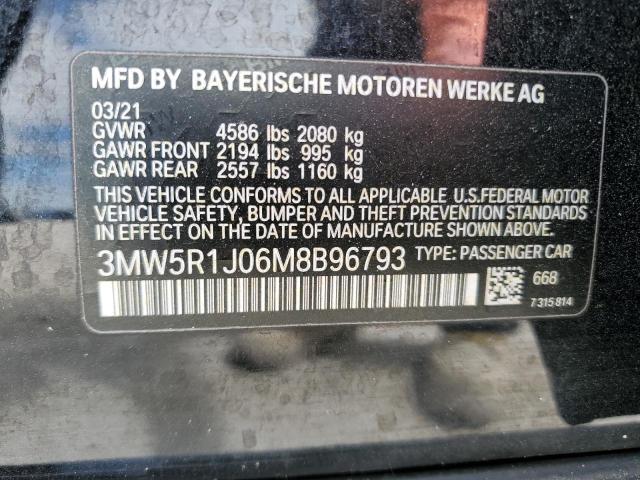 MFD BY BAYERISCHE MOTOREN WERKE AG
03/21
GVWR 4586 lbs 2080 kg
GAWR FRONT 2194 lbs 995 kg
GAWR REAR 2557 lbs 1160 kg
THIS VEHICLE CONFORMS TO ALL APPLICABLE U.S.FEDERAL MOTOR
VEHICLE SAFETY, BUMPER AND THEFT PREVENTION STANDARDS
IN EFFECT ON THE DATE OF MANUFACTURE SHOWN ABOVE.
3MW5R1J06M8B96793 TYPE: PASSENGER CAR
668
7315814